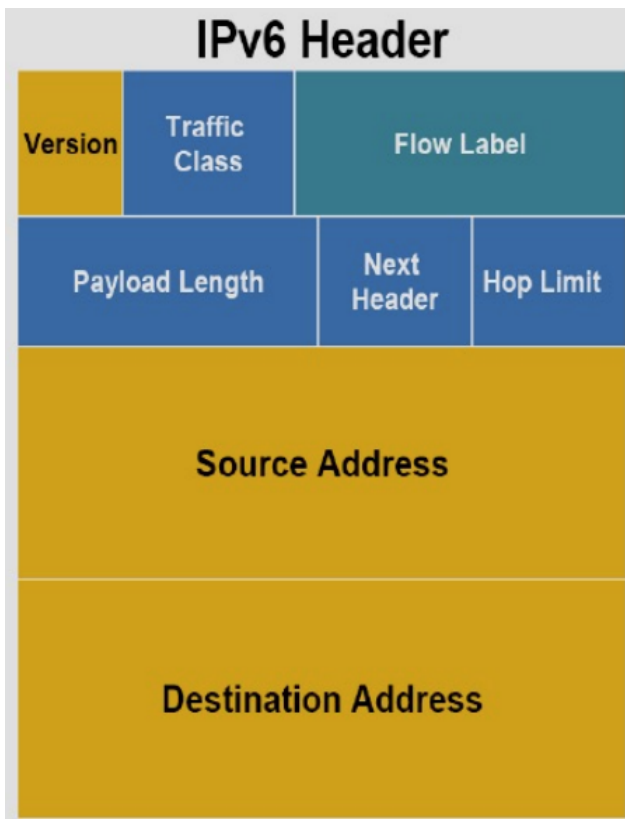 IPv6 Header
Version
Traffic
Class
Flow Label
Payload Length
Next
Header
Hop Limit
Source Address
Destination Address